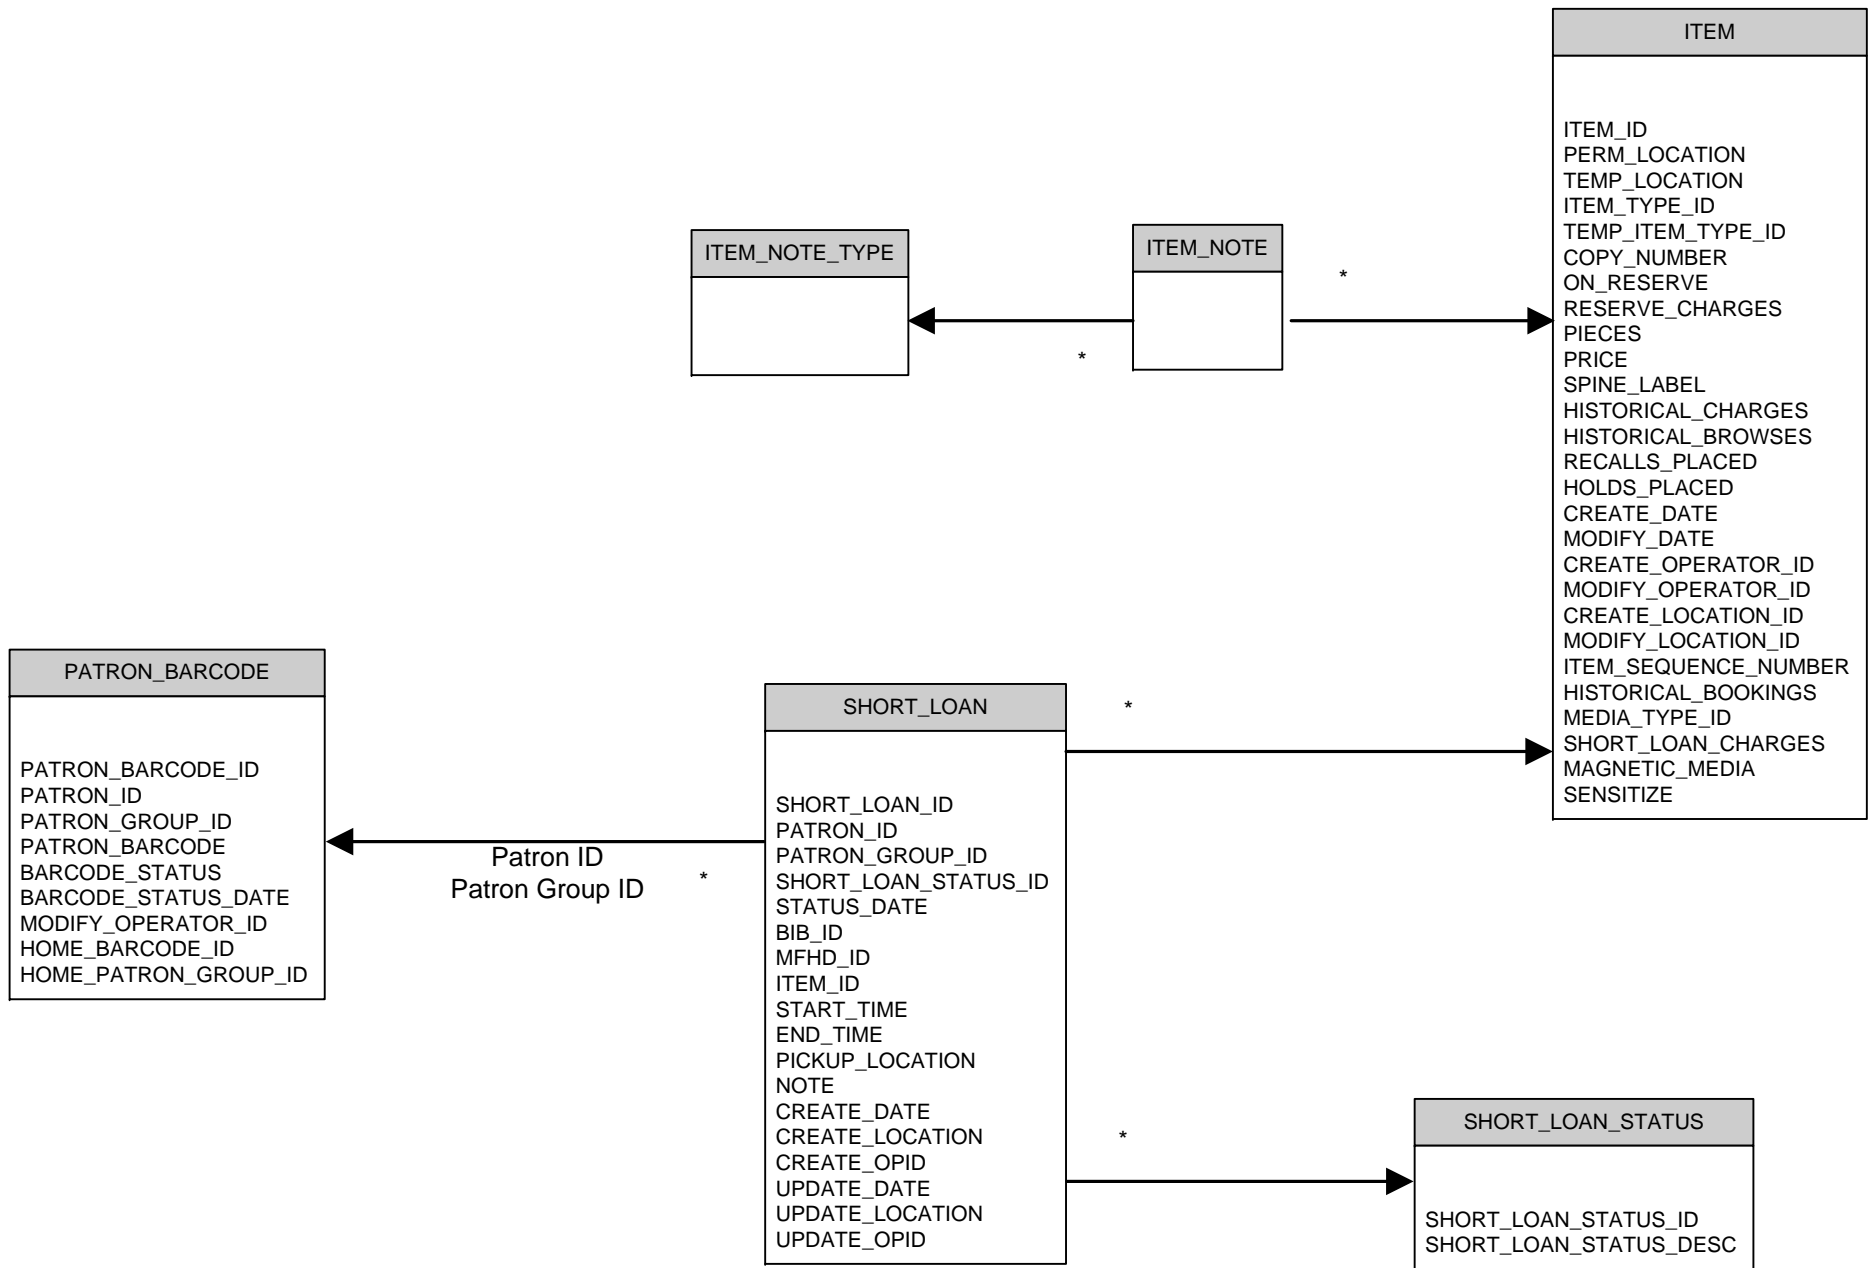 ITEM
ITEM_ID
PERM_LOCATION
TEMP_LOCATION
ITEM_TYPE_ID
TEMP_ITEM_TYPE_ID
COPY_NUMBER
ON_RESERVE
RESERVE_CHARGES
PIECES
PRICE
SPINE_LABEL
HISTORICAL_CHARGES
HISTORICAL_BROWSES
RECALLS_PLACED
HOLDS_PLACED
CREATE_DATE
MODIFY_DATE
CREATE_OPERATOR_ID
MODIFY_OPERATOR_ID
CREATE_LOCATION_ID
MODIFY_LOCATION_ID
ITEM_SEQUENCE_NUMBER
HISTORICAL_BOOKINGS
MEDIA_TYPE_ID
SHORT_LOAN_CHARGES
MAGNETIC_MEDIA
SENSITIZE
ITEM_NOTE_TYPE
*
ITEM_NOTE
*
PATRON_BARCODE
PATRON_BARCODE_ID
PATRON_ID
PATRON_GROUP_ID
PATRON_BARCODE
BARCODE_STATUS
BARCODE_STATUS_DATE
MODIFY_OPERATOR_ID
HOME_BARCODE_ID
HOME_PATRON_GROUP_ID
Patron ID
Patron Group ID
*
SHORT_LOAN
SHORT_LOAN_ID
PATRON_ID
PATRON_GROUP_ID
SHORT_LOAN_STATUS_ID
STATUS_DATE
BIB_ID
MFHD_ID
ITEM_ID
START_TIME
END_TIME
PICKUP_LOCATION
NOTE
CREATE_DATE
CREATE_LOCATION
CREATE_OPID
UPDATE_DATE
UPDATE_LOCATION
UPDATE_OPID
*
*
SHORT_LOAN_STATUS
SHORT_LOAN_STATUS_ID
SHORT_LOAN_STATUS_DESC